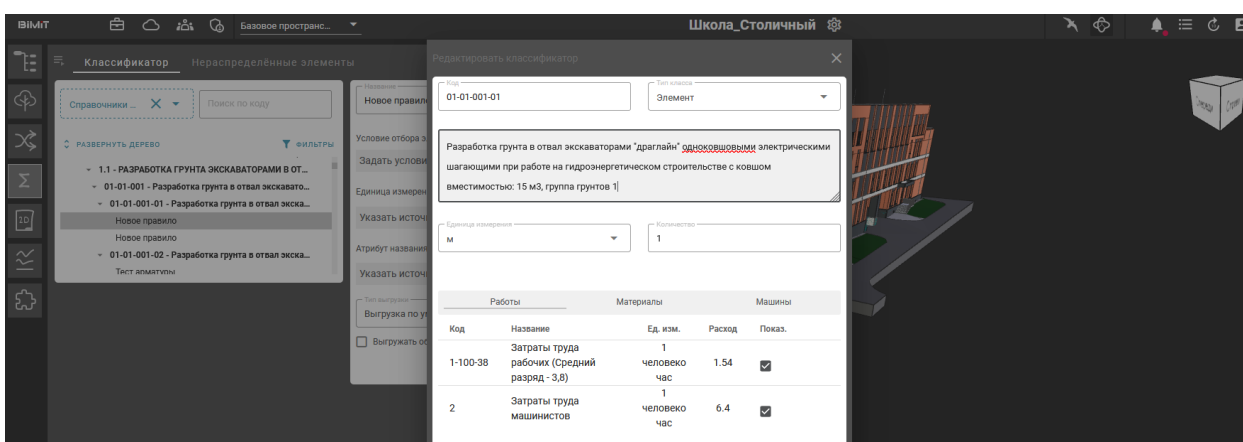 BIMiT
Базовое пространс...
Школа_Столичный
Классификатор
Нераспределённые элементы
Справочники ...
Поиск по коду
РАЗВЕРНУТЬ ДЕРЕВО
ФИЛЬТРЫ
1.1 - РАЗРАБОТКА ГРУНТА ЭКСКАВАТОРАМИ В ОТ...
01-01-001 - Разработка грунта в отвал экскавато...
01-01-001-01 - Разработка грунта в отвал экска...
Новое правило
Новое правило
01-01-001-02 - Разработка грунта в отвал экска...
Тест арматуры
Название
Новое правил
Условие отбора э
Задать услови
Единица измерен
Указать источ
Атрибут названия
Указать источ
Тип выгрузки
Выгрузка по у
Выгружать об
Редактировать классификатор
Код
01-01-001-01
Тип класса
Элемент
Разработка грунта в отвал экскаваторами "драглайн" одноковшовыми электрическими
шагающими при работе на гидроэнергетическом строительстве с ковшом
вместимостью: 15 м3, группа грунтов 1
Единица измерения
м
Количество
1
Работы Материалы Машины
Код Название Ед. изм. Расход Показ.
Затраты труда 1
1-100-38 рабочих (Средний человеко 1.54
разряд - 3,8) час
1
2 Затраты труда человеко 6.4
машинистов час